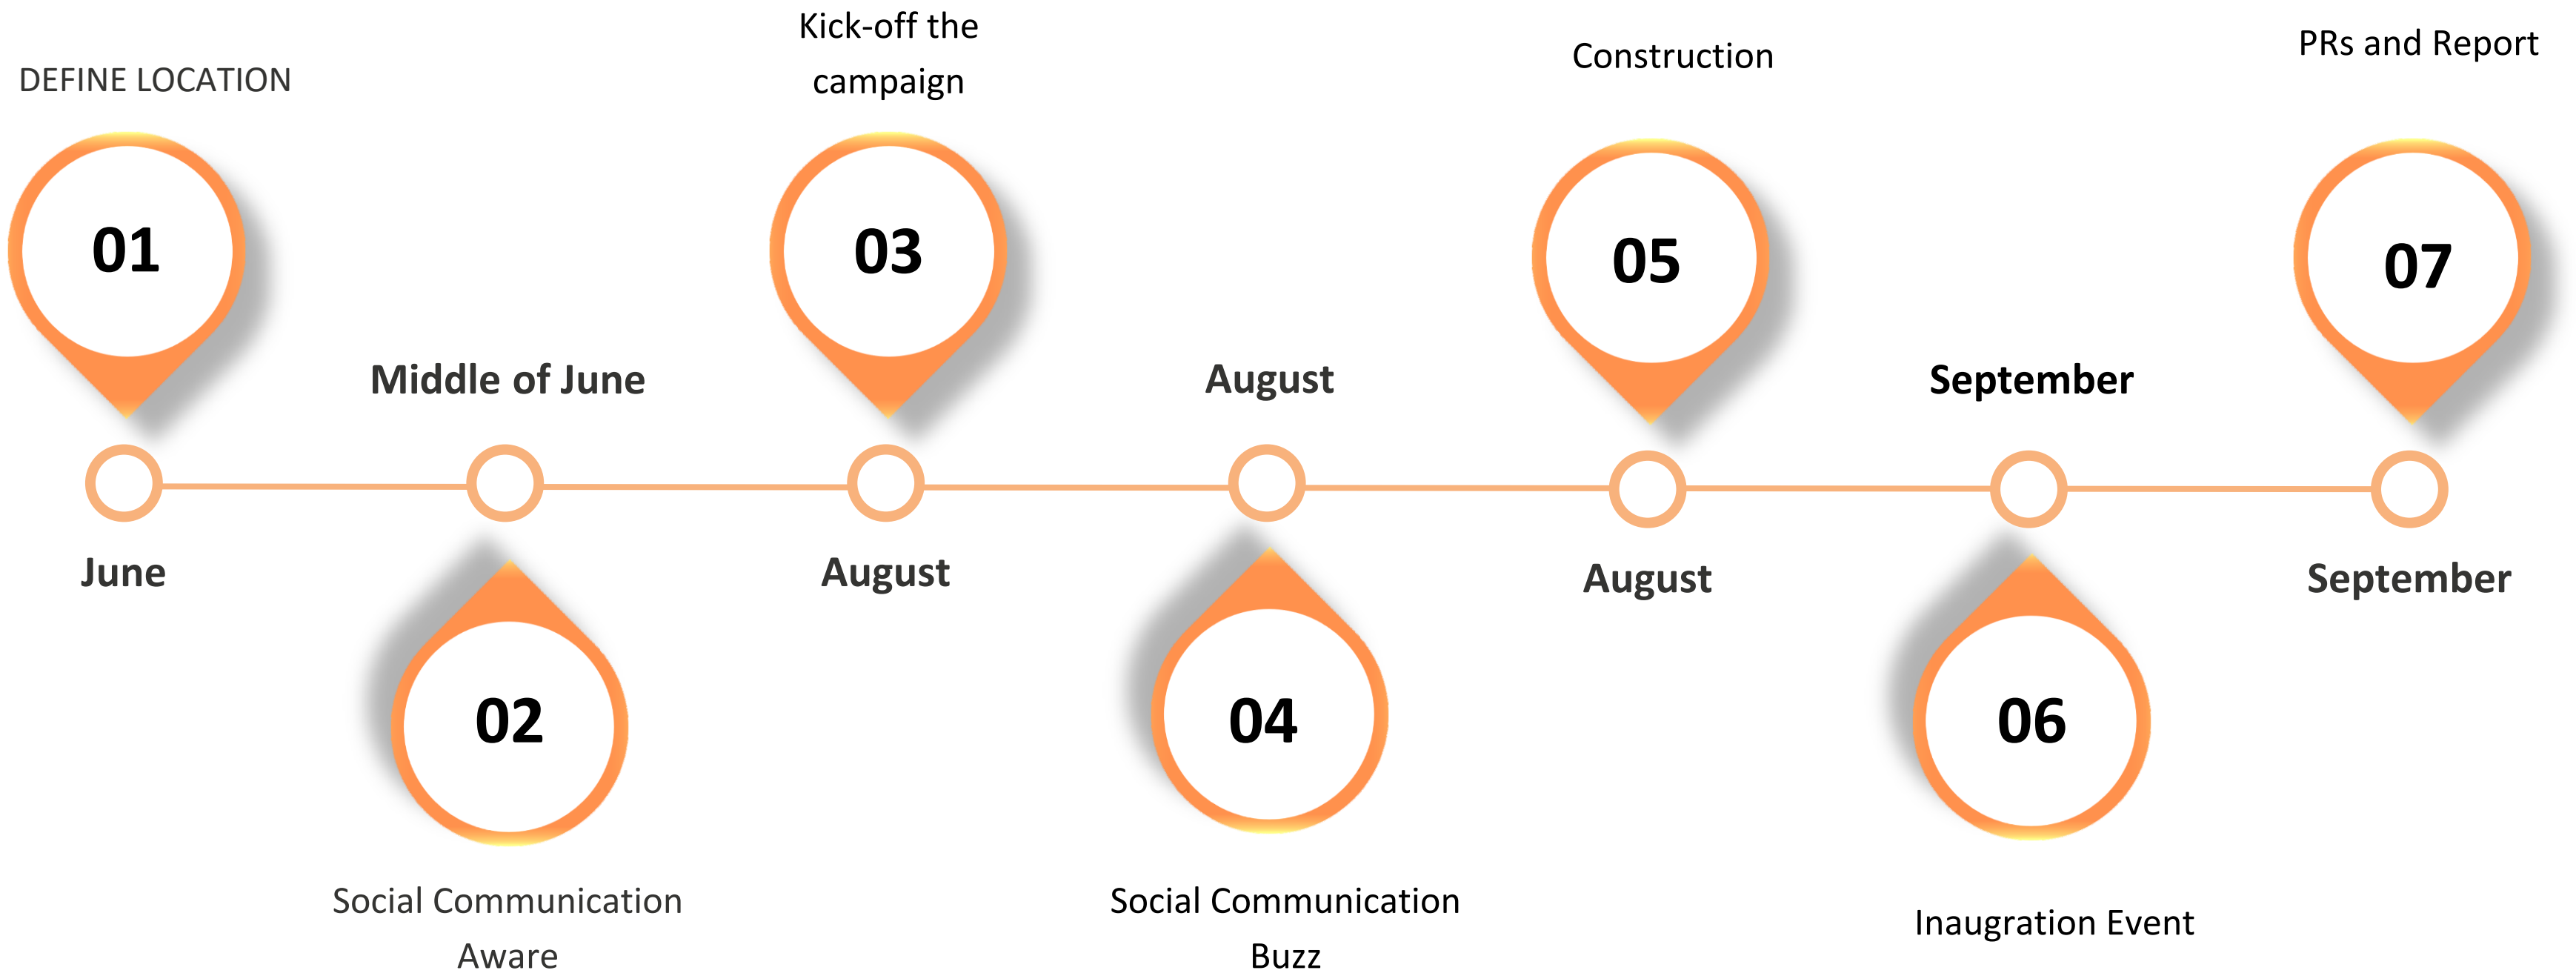 DEFINE LOCATION
01
June
Middle of June
02
Social Communication
Aware
Kick-off the
campaign
03
August
August
04
Social Communication
Buzz
Construction
05
August
September
06
Inaugration Event
PRs and Report
07
September